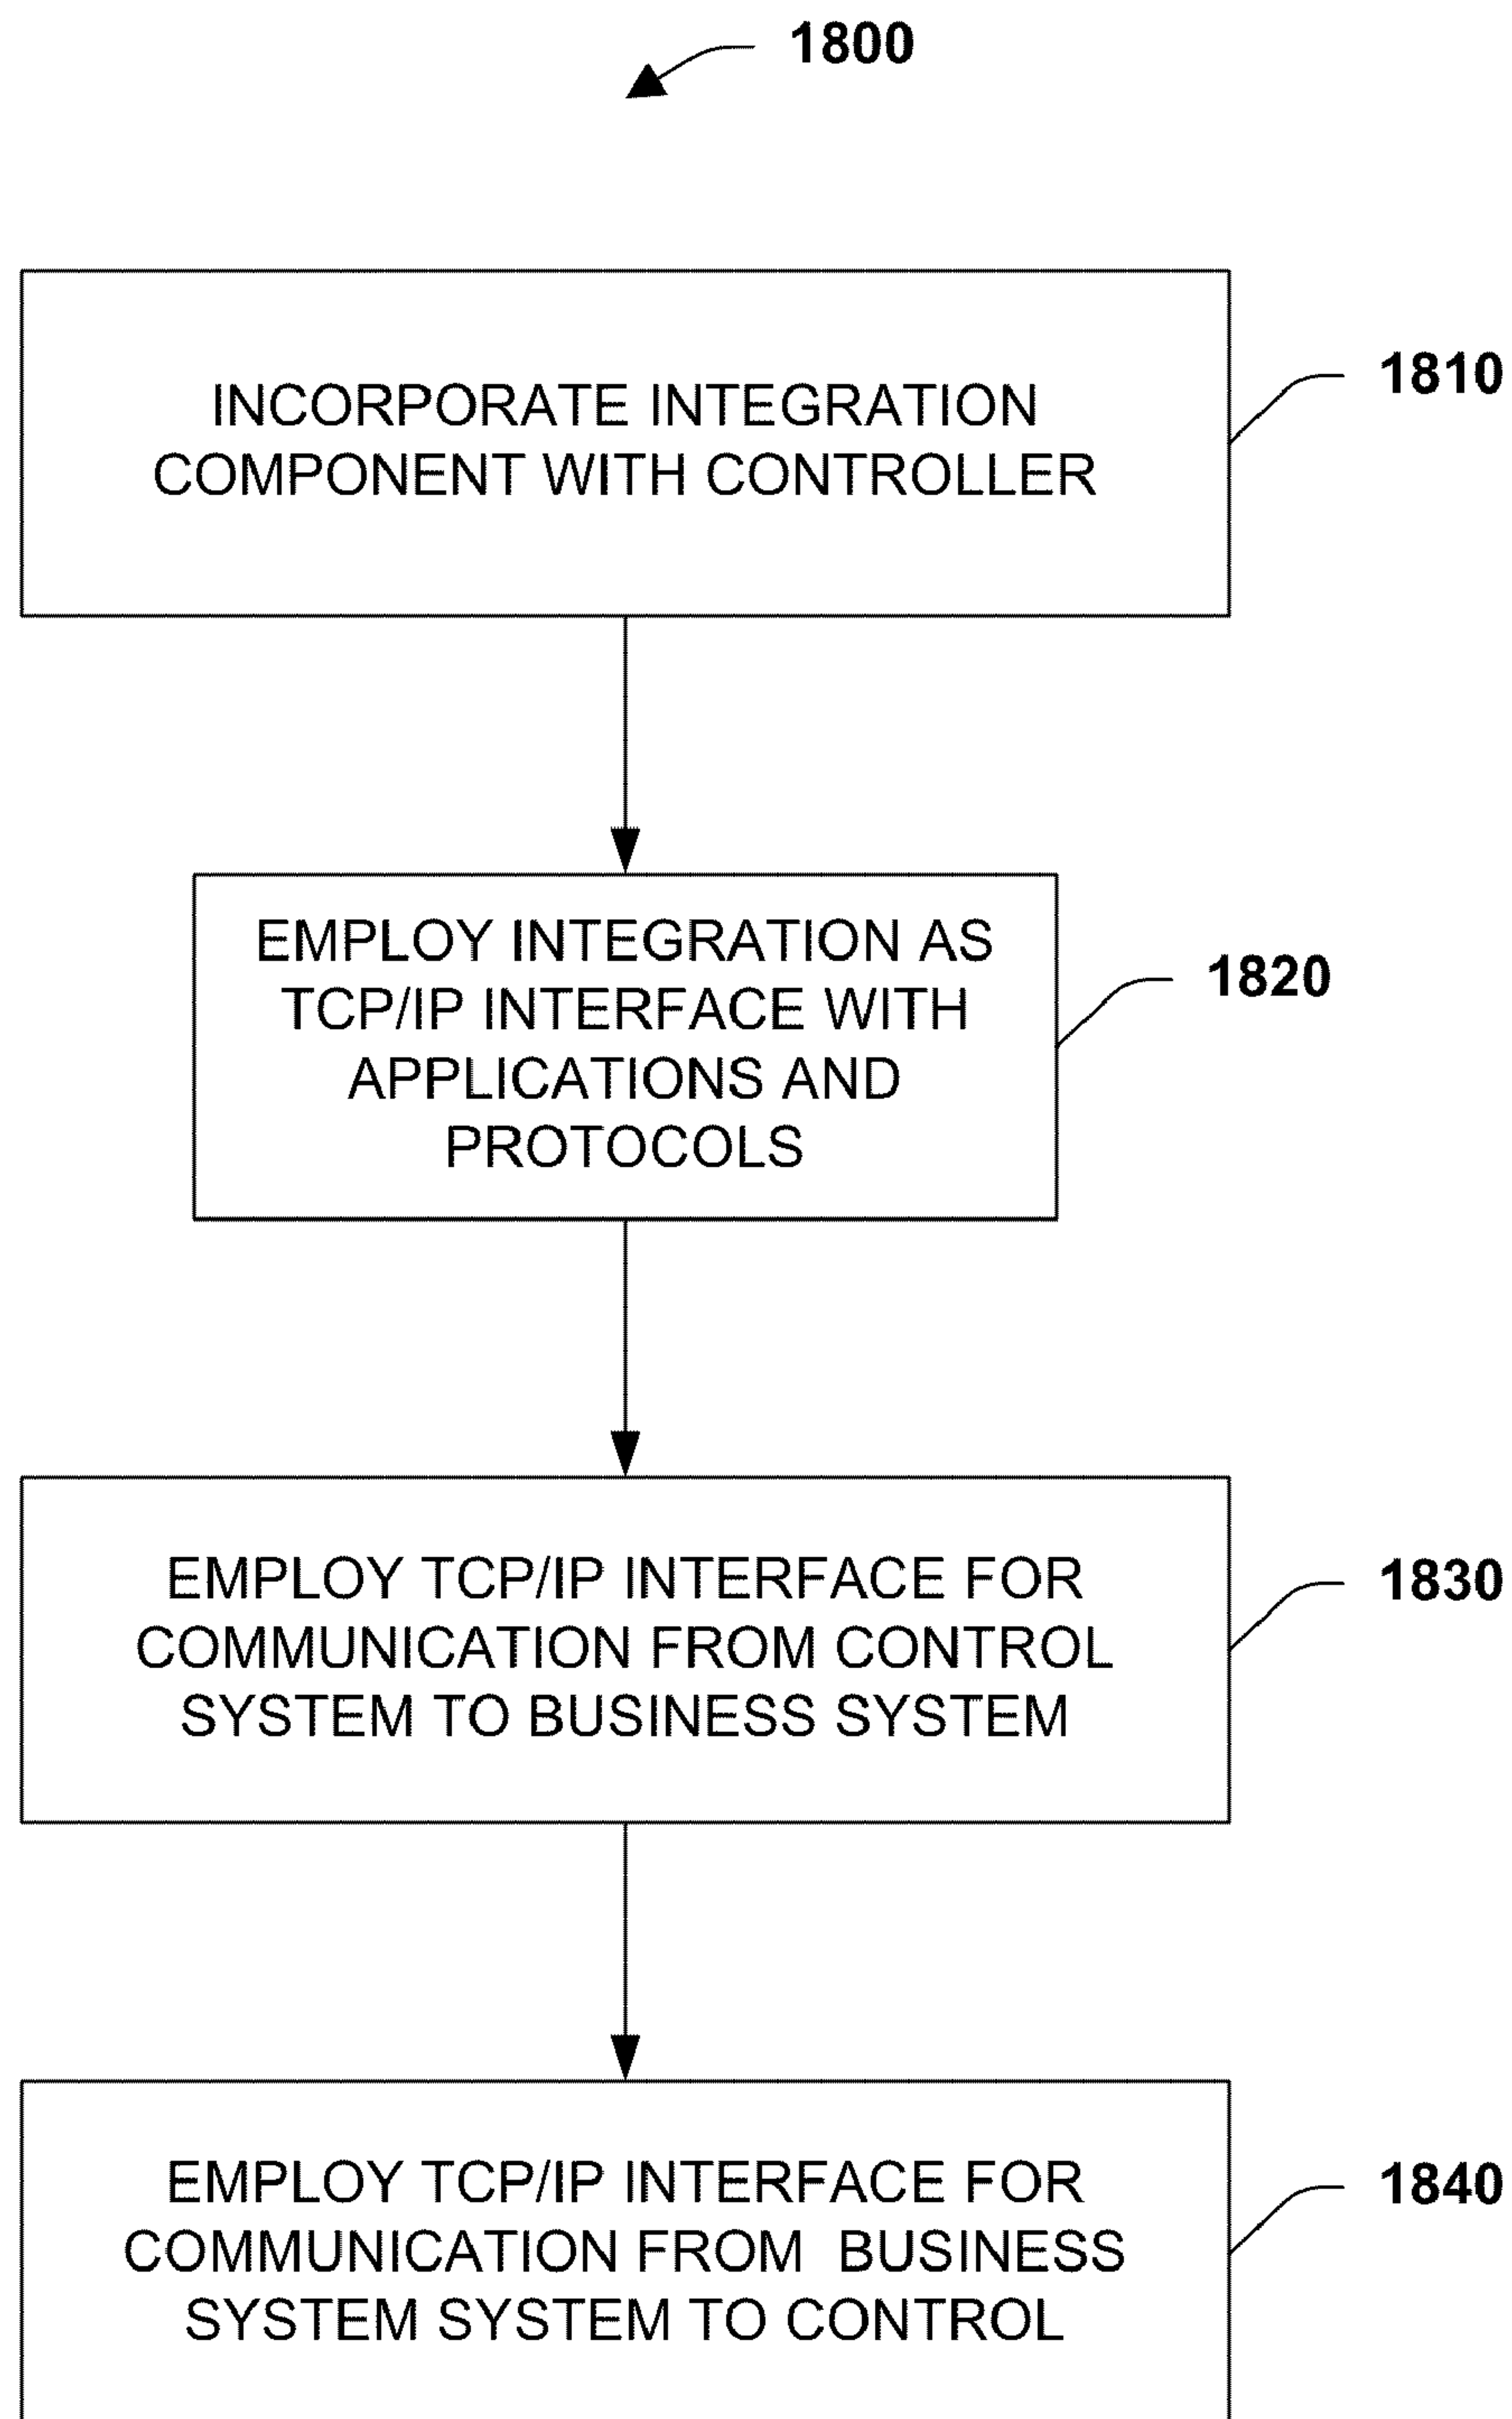 1800
INCORPORATE INTEGRATION
COMPONENT WITH CONTROLLER
1810
EMPLOY INTEGRATION AS
TCP/IP INTERFACE WITH
APPLICATIONS AND
PROTOCOLS
1820
EMPLOY TCP/IP INTERFACE FOR
COMMUNICATION FROM CONTROL
SYSTEM TO BUSINESS SYSTEM
1830
EMPLOY TCP/IP INTERFACE FOR
COMMUNICATION FROM BUSINESS
SYSTEM SYSTEM TO CONTROL
1840